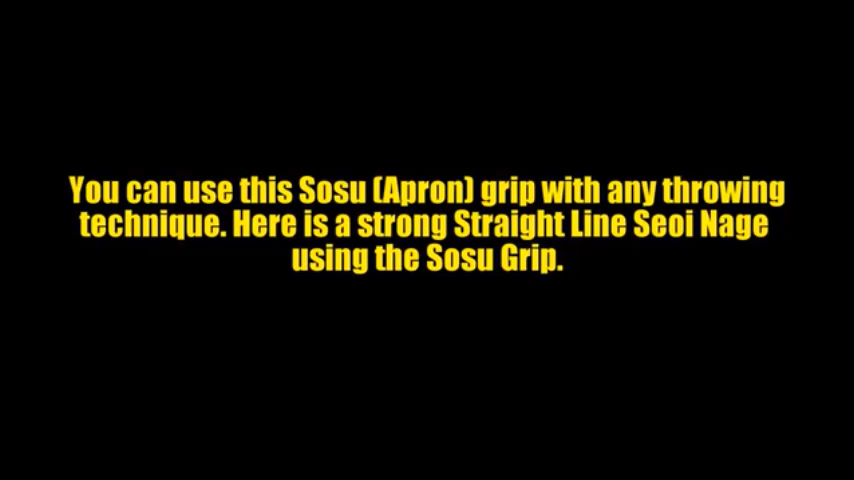 You can use this Sosu (Apron) grip with any throwing
technique. Here is a strong Straight Line Seoi Nage
using the Sosu Grip.